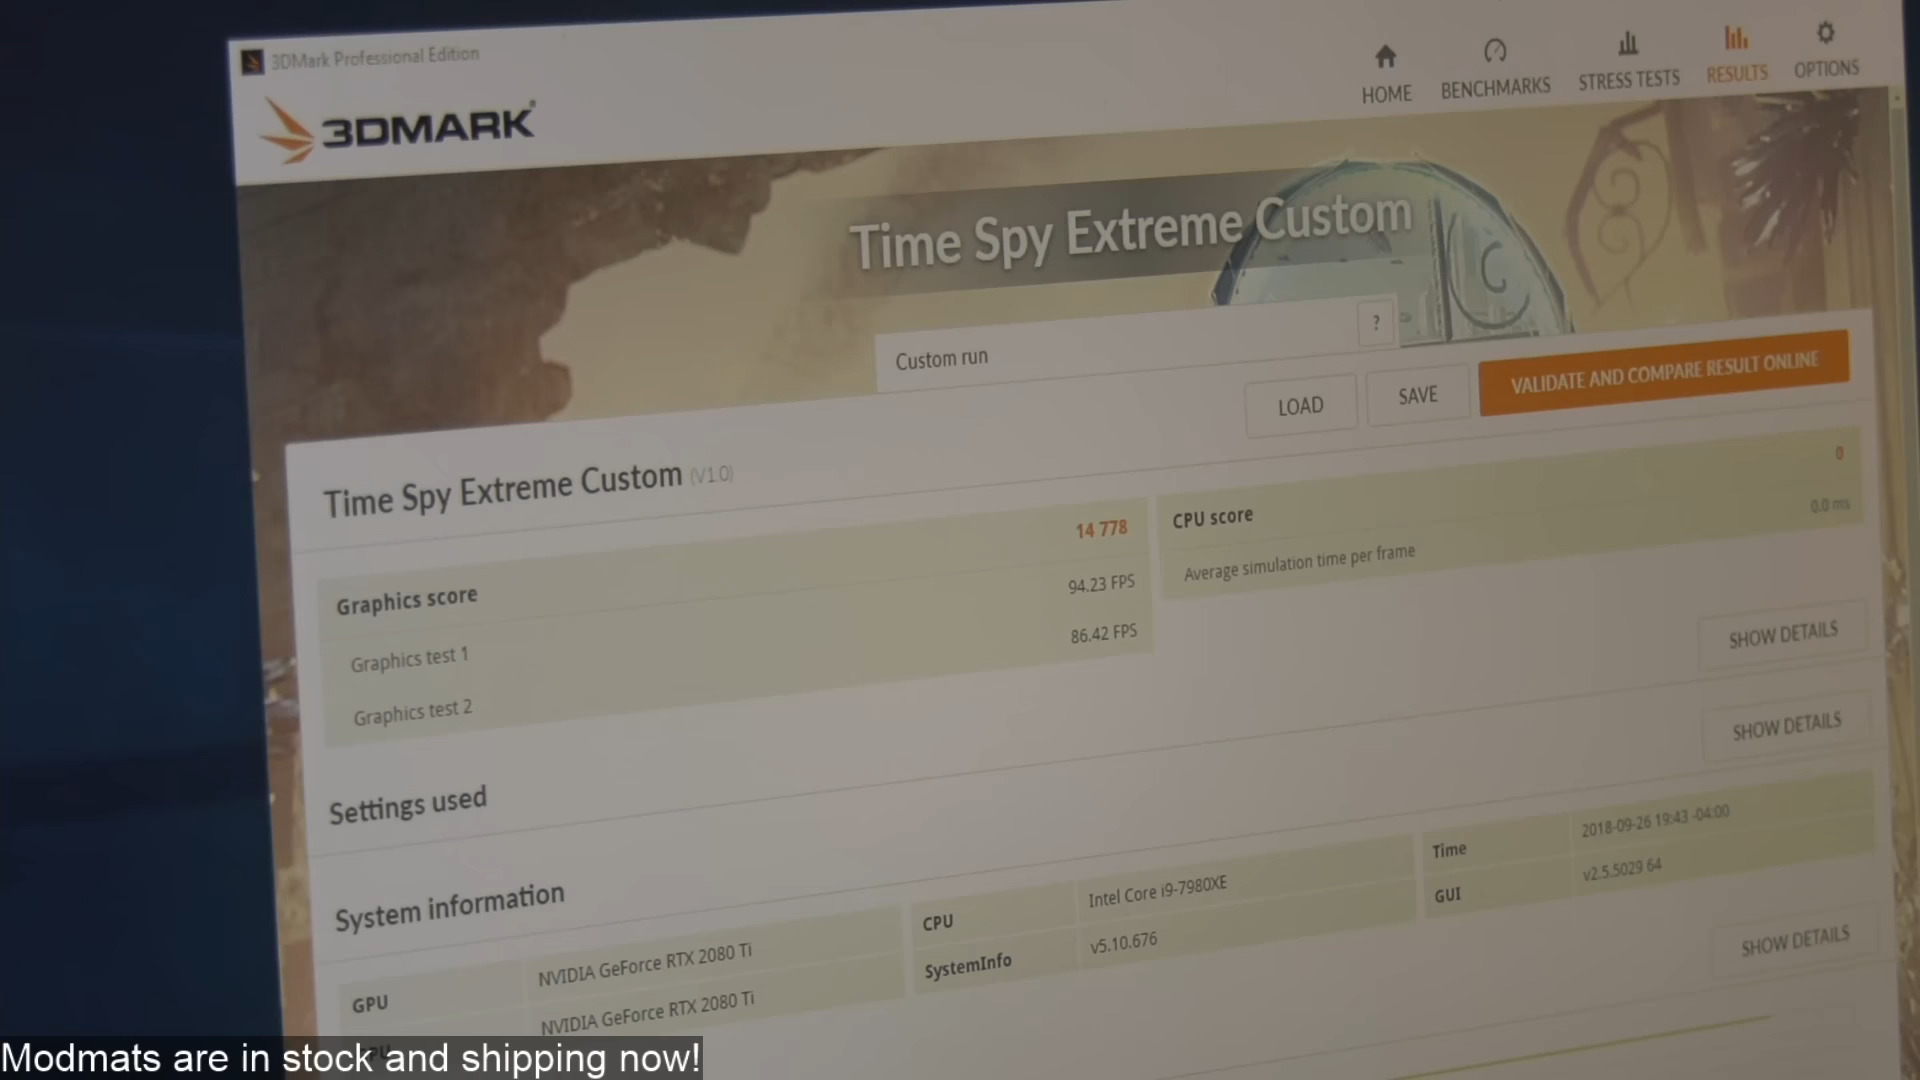 3DMark Professional Edition
3DMARK
HOME
BENCHMARKS
STRESS TESTS
RESULTS
OPTIONS
Time Spy Extreme Custom
Custom run
?
LOAD
SAVE
VALIDATE AND COMPARE RESULT ONLINE
Time Spy Extreme Custom (V1.0)
Graphics score 14 778
Graphics test 1 94.23 FPS
Graphics test 2 86.42 FPS
CPU score 0
Average simulation time per frame 0.0 ms
SHOW DETAILS
Settings used
SHOW DETAILS
System information
SHOW DETAILS
GPU NVIDIA GeForce RTX 2080 Ti
NVIDIA GeForce RTX 2080 Ti
CPU Intel Core i9-7980XE
SystemInfo v5.10.676
Time 2018-09-26 19:43 -04:00
GUI v2.5.5029 64
Modmats are in stock and shipping now!